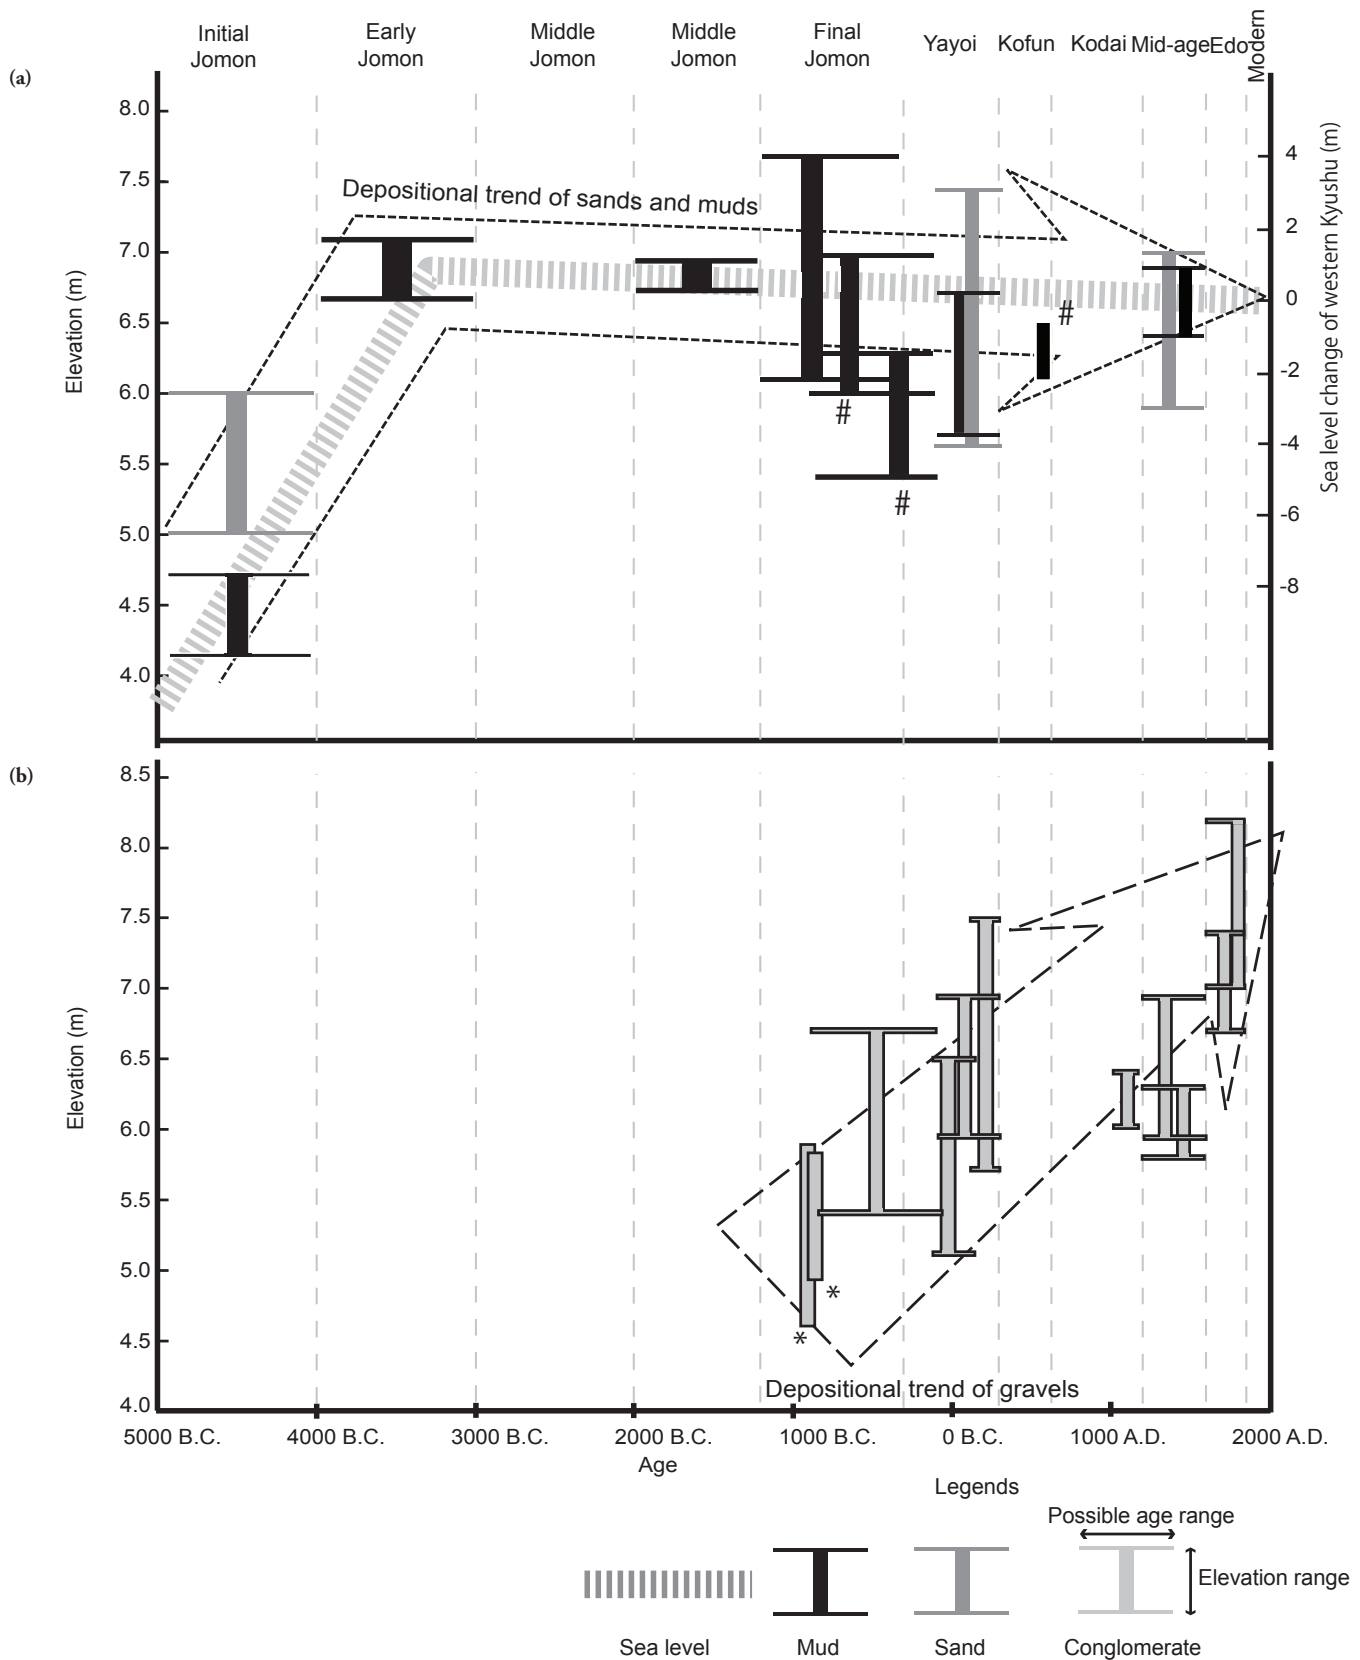 Initial
Jomon
Early
Jomon
Middle
Jomon
Middle
Jomon
Final
Jomon
Yayoi
Kofun
Kodai
Mid-age
Edo
Modern
(a)
8.0
7.5
7.0
6.5
6.0
5.5
5.0
4.5
4.0
Elevation (m)
Depositional trend of sands and muds
#
#
#
4
2
0
-2
-4
-6
-8
Sea level change of western Kyushu (m)
(b)
8.5
8.0
7.5
7.0
6.5
6.0
5.5
5.0
4.5
4.0
Elevation (m)
*
*
Depositional trend of gravels
5000 B.C.
4000 B.C.
3000 B.C.
2000 B.C.
1000 B.C.
0 B.C.
1000 A.D.
2000 A.D.
Age
Legends
Possible age range
Elevation range
Sea level
Mud
Sand
Conglomerate